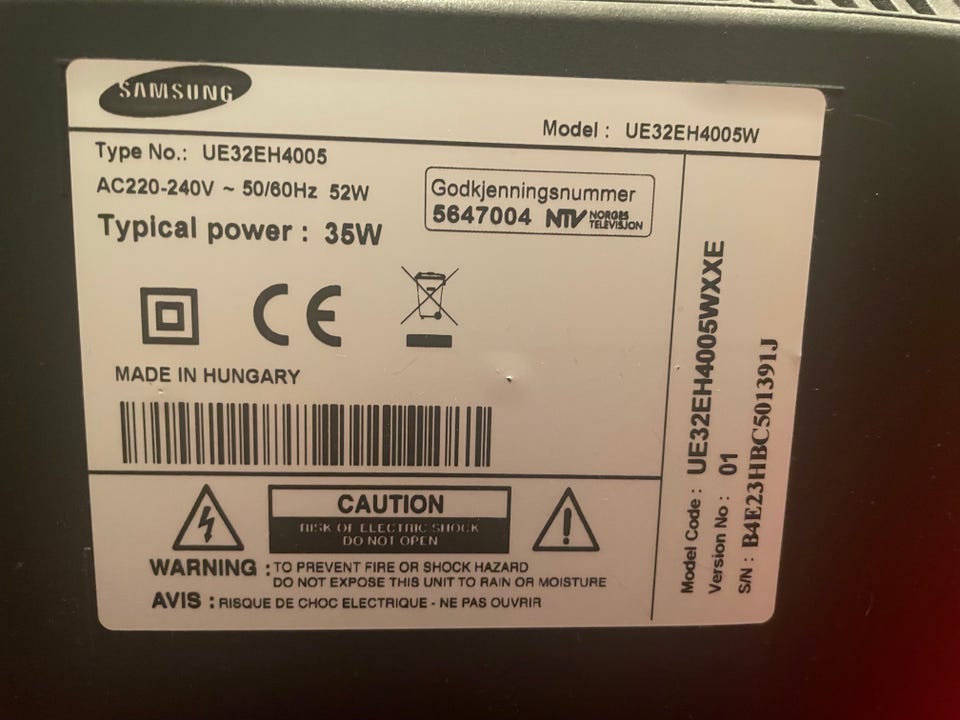 SAMSUNG
Model : UE32EH4005W
Type No.: UE32EH4005
AC220-240V ~ 50/60Hz 52W
Typical power : 35W
Godkjenningsnummer
5647004 NTV NORGES
TELEVISJON
CE
MADE IN HUNGARY
CAUTION
RISK OF ELECTRIC SHOCK
DO NOT OPEN
WARNING : TO PREVENT FIRE OR SHOCK HAZARD
DO NOT EXPOSE THIS UNIT TO RAIN OR MOISTURE
AVIS : RISQUE DE CHOC ELECTRIQUE - NE PAS OUVRIR
Model Code : UE32EH4005WXXE
Version No : 01
S/N : B4E23HBC501391J